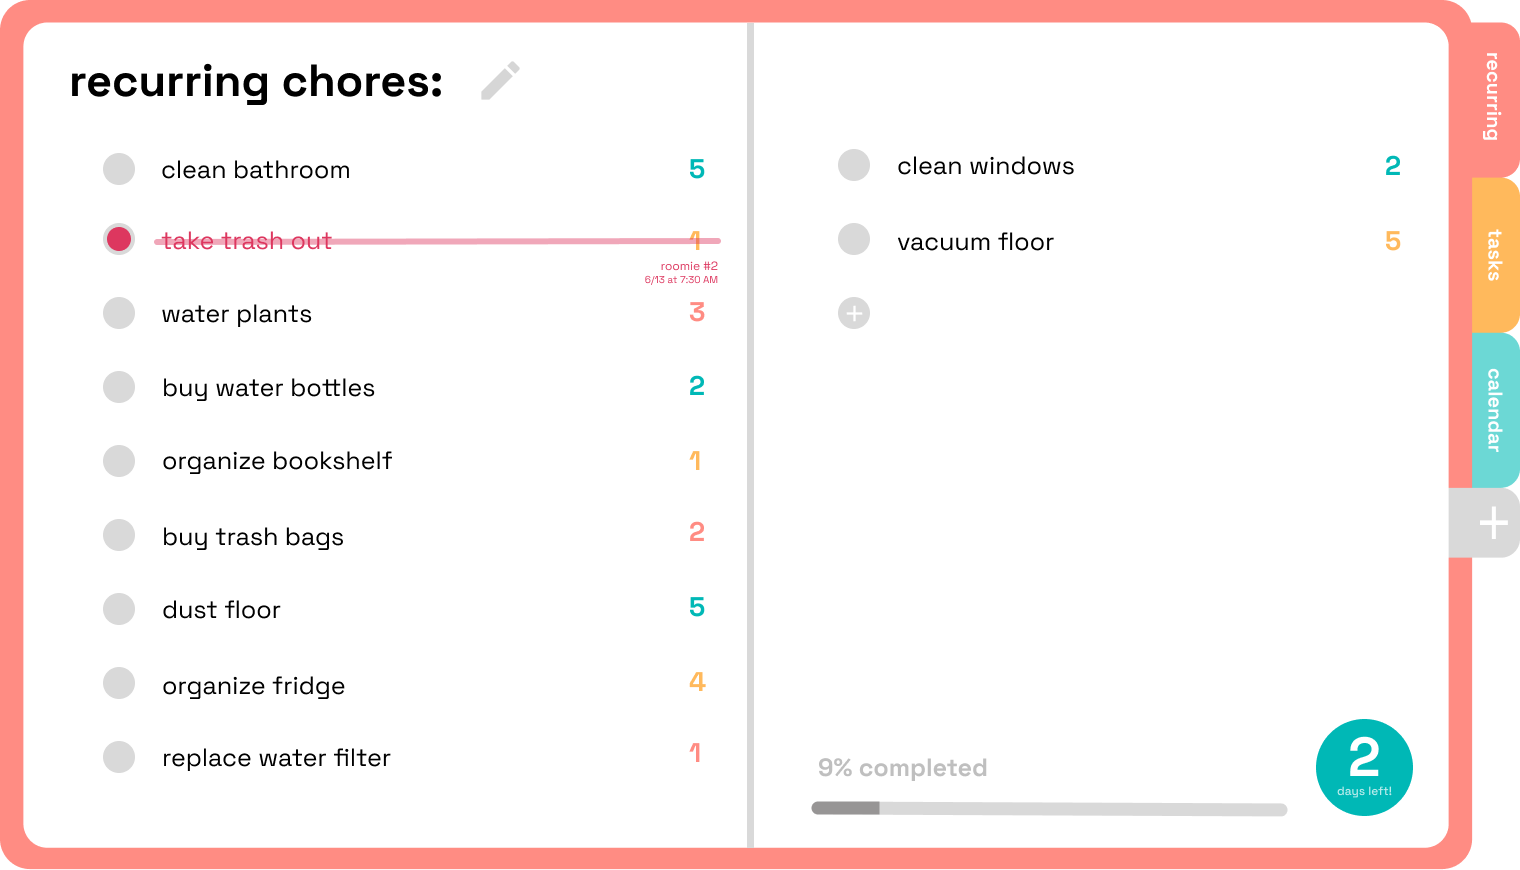 recurring chores:
clean bathroom 5
take trash out 1
roomie #2
6/13 at 7:30 AM
water plants 3
buy water bottles 2
organize bookshelf 1
buy trash bags 2
dust floor 5
organize fridge 4
replace water filter 1
clean windows 2
vacuum floor 5
+
9% completed
2
days left!
recurring
tasks
calendar
+